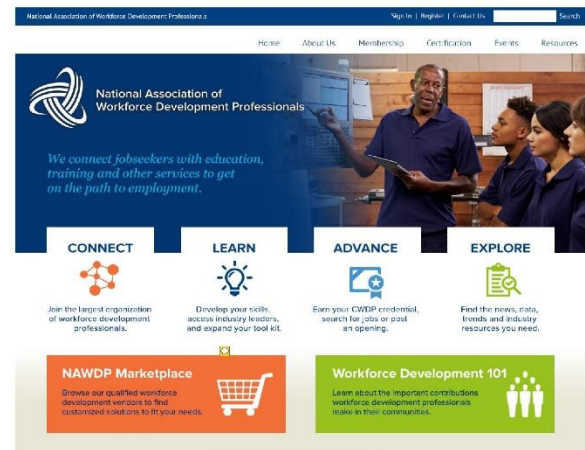 National Association of Workforce Development Professionals
Sign In | Register | Contact Us
Search
Home About Us Membership Certification Events Resources
National Association of
Workforce Development Professionals
We connect jobseekers with education,
training and other services to get
on the path to employment.
CONNECT
Join the largest organization
of workforce development
professionals.
LEARN
Develop your skills,
access industry leaders,
and expand your tool kit.
ADVANCE
Earn your CWDP credential,
search for jobs or post
an opening.
EXPLORE
Find the news, data,
trends and industry
resources you need.
NAWDP Marketplace
Browse our qualified workforce
development vendors to find
customized solutions to fit your needs.
Workforce Development 101
Learn about the important contributions
workforce development professionals
make in their communities.